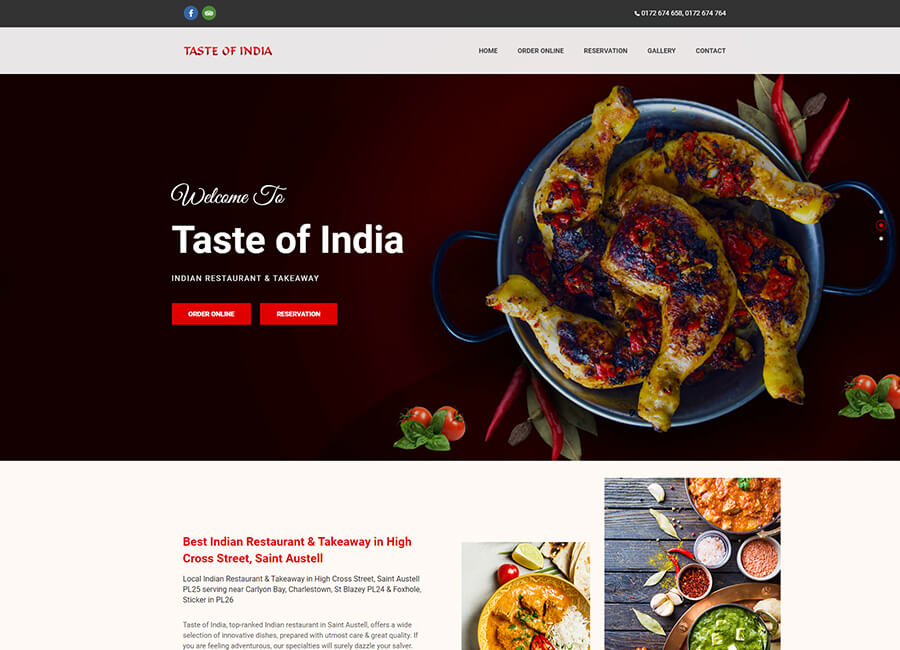 0172 674 658, 0172 674 764
TASTE OF INDIA
HOME ORDER ONLINE RESERVATION GALLERY CONTACT
Welcome To
Taste of India
INDIAN RESTAURANT & TAKEAWAY
ORDER ONLINE RESERVATION
Best Indian Restaurant & Takeaway in High
Cross Street, Saint Austell
Local Indian Restaurant & Takeaway in High Cross Street, Saint Austell
PL25 serving near Carlyon Bay, Charlestown, St Blazey PL24 & Foxhole,
Sticker in PL26
Taste of India, top-ranked Indian restaurant in Saint Austell, offers a wide
selection of innovative dishes, prepared with utmost care & great quality. If
you are feeling adventurous, our specialties will surely dazzle your salver.